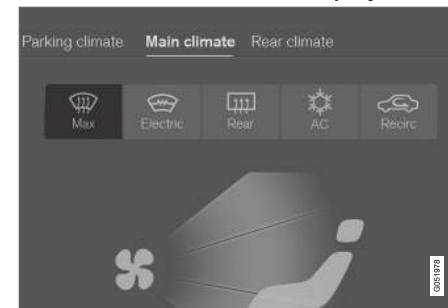 Parking climate Main climate Rear climate
Max Electric Rear AC Recirc
G051978